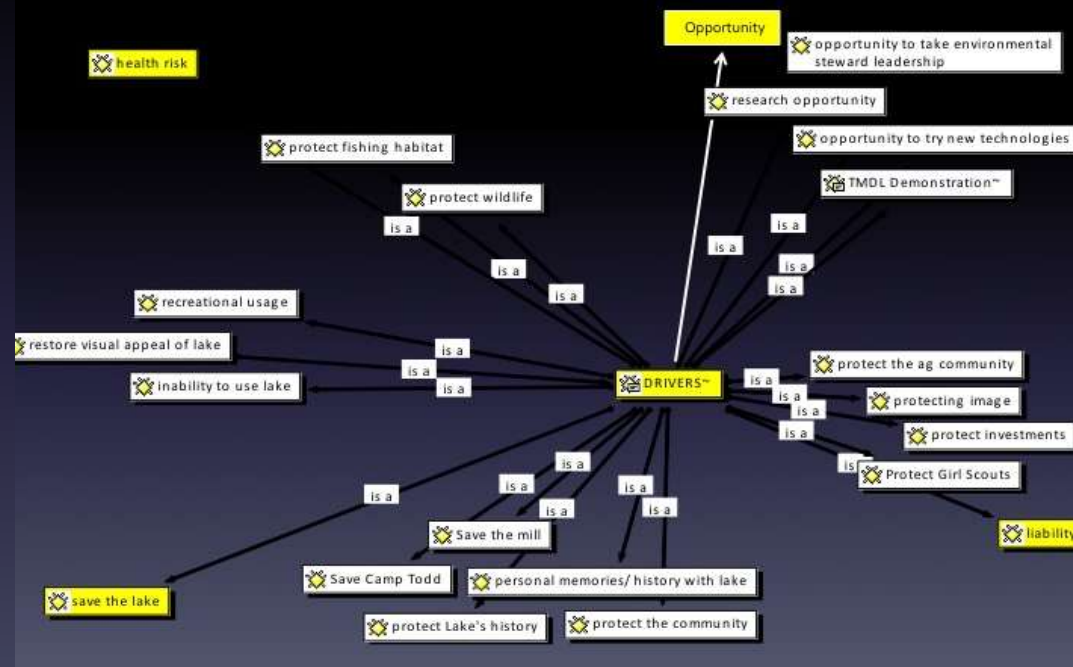 Opportunity
opportunity to take environmental
steward leadership
health risk
research opportunity
opportunity to try new technologies
protect fishing habitat
TMDL Demonstration~
protect wildlife
is a
is a
is a
is a
is a
is a
is a
recreational usage
restore visual appeal of lake
inability to use lake
is a
is a
is a
DRIVERS~
protect the ag community
is a
is a
protecting image
is a
protect investments
is a
is
Protect Girl Scouts
liability
is a
is a
is a
is a
is a
is a
Save the mill
Save Camp Todd
personal memories/ history with lake
save the lake
protect Lake's history
protect the community